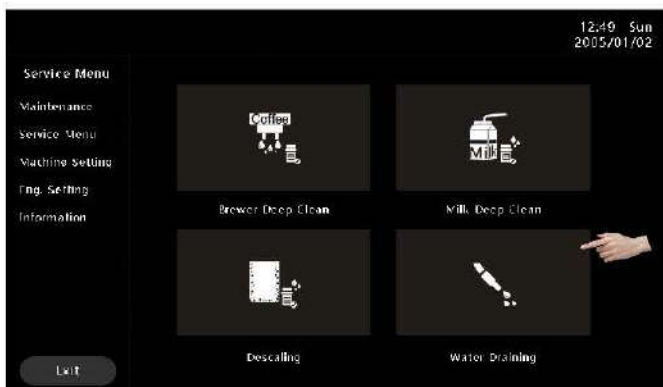 12:49 Sun
2005/01/02
Service Menu
Maintenance
Service Menu
Machine Setting
Eng. Setting
Information
Exit
Coffee
Milk
Brewer Deep Clean
Milk Deep Clean
Descaling
Water Draining